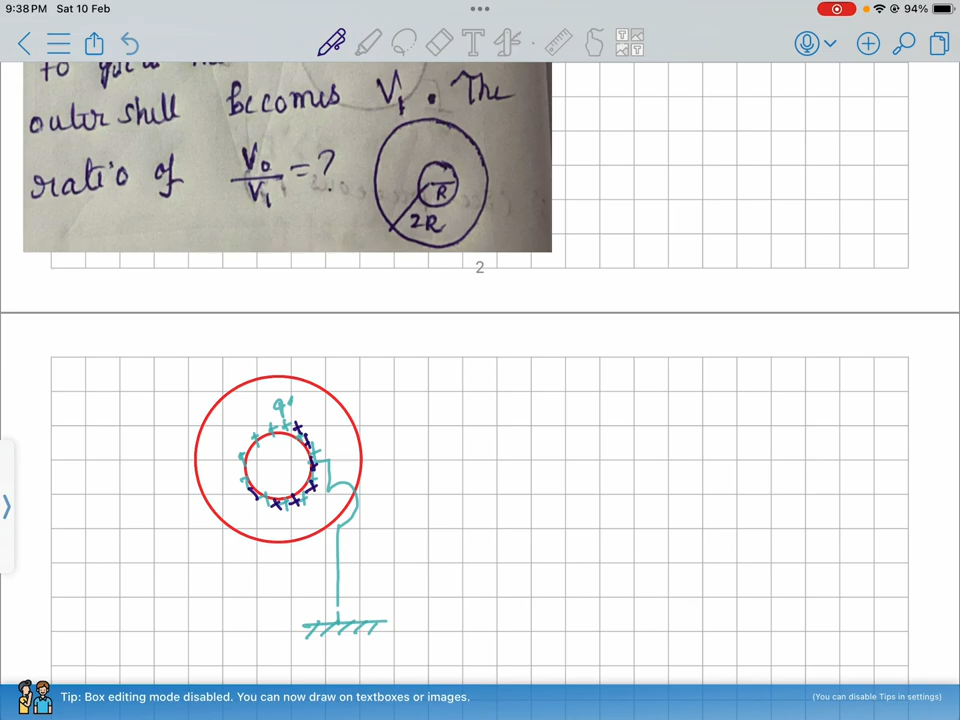 9:38 PM Sat 10 Feb
94%
outer shell becomes V₁. The
ratio of V₀/V₁ = ?
R
2R
2
q'
Tip: Box editing mode disabled. You can now draw on textboxes or images.
(You can disable Tips in settings)